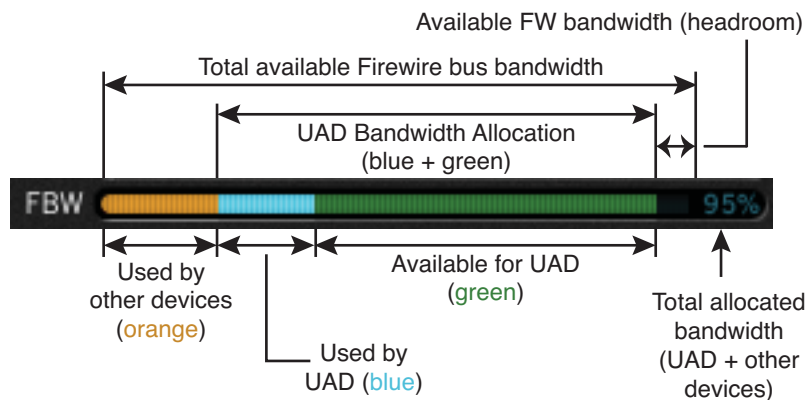 Available FW bandwidth (headroom)
Total available Firewire bus bandwidth
UAD Bandwidth Allocation
(blue + green)
FBW
95%
Used by
other devices
(orange)
Available for UAD
(green)
Total allocated
bandwidth
(UAD + other
devices)
Used by
UAD (blue)